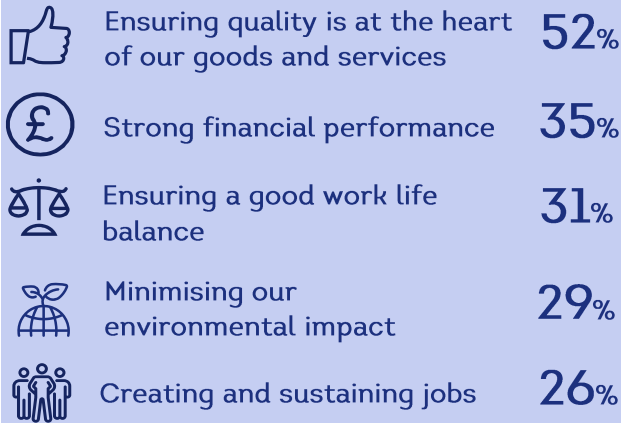 Ensuring quality is at the heart
of our goods and services
52%
£
Strong financial performance
35%
Ensuring a good work life
balance
31%
Minimising our
environmental impact
29%
Creating and sustaining jobs
26%